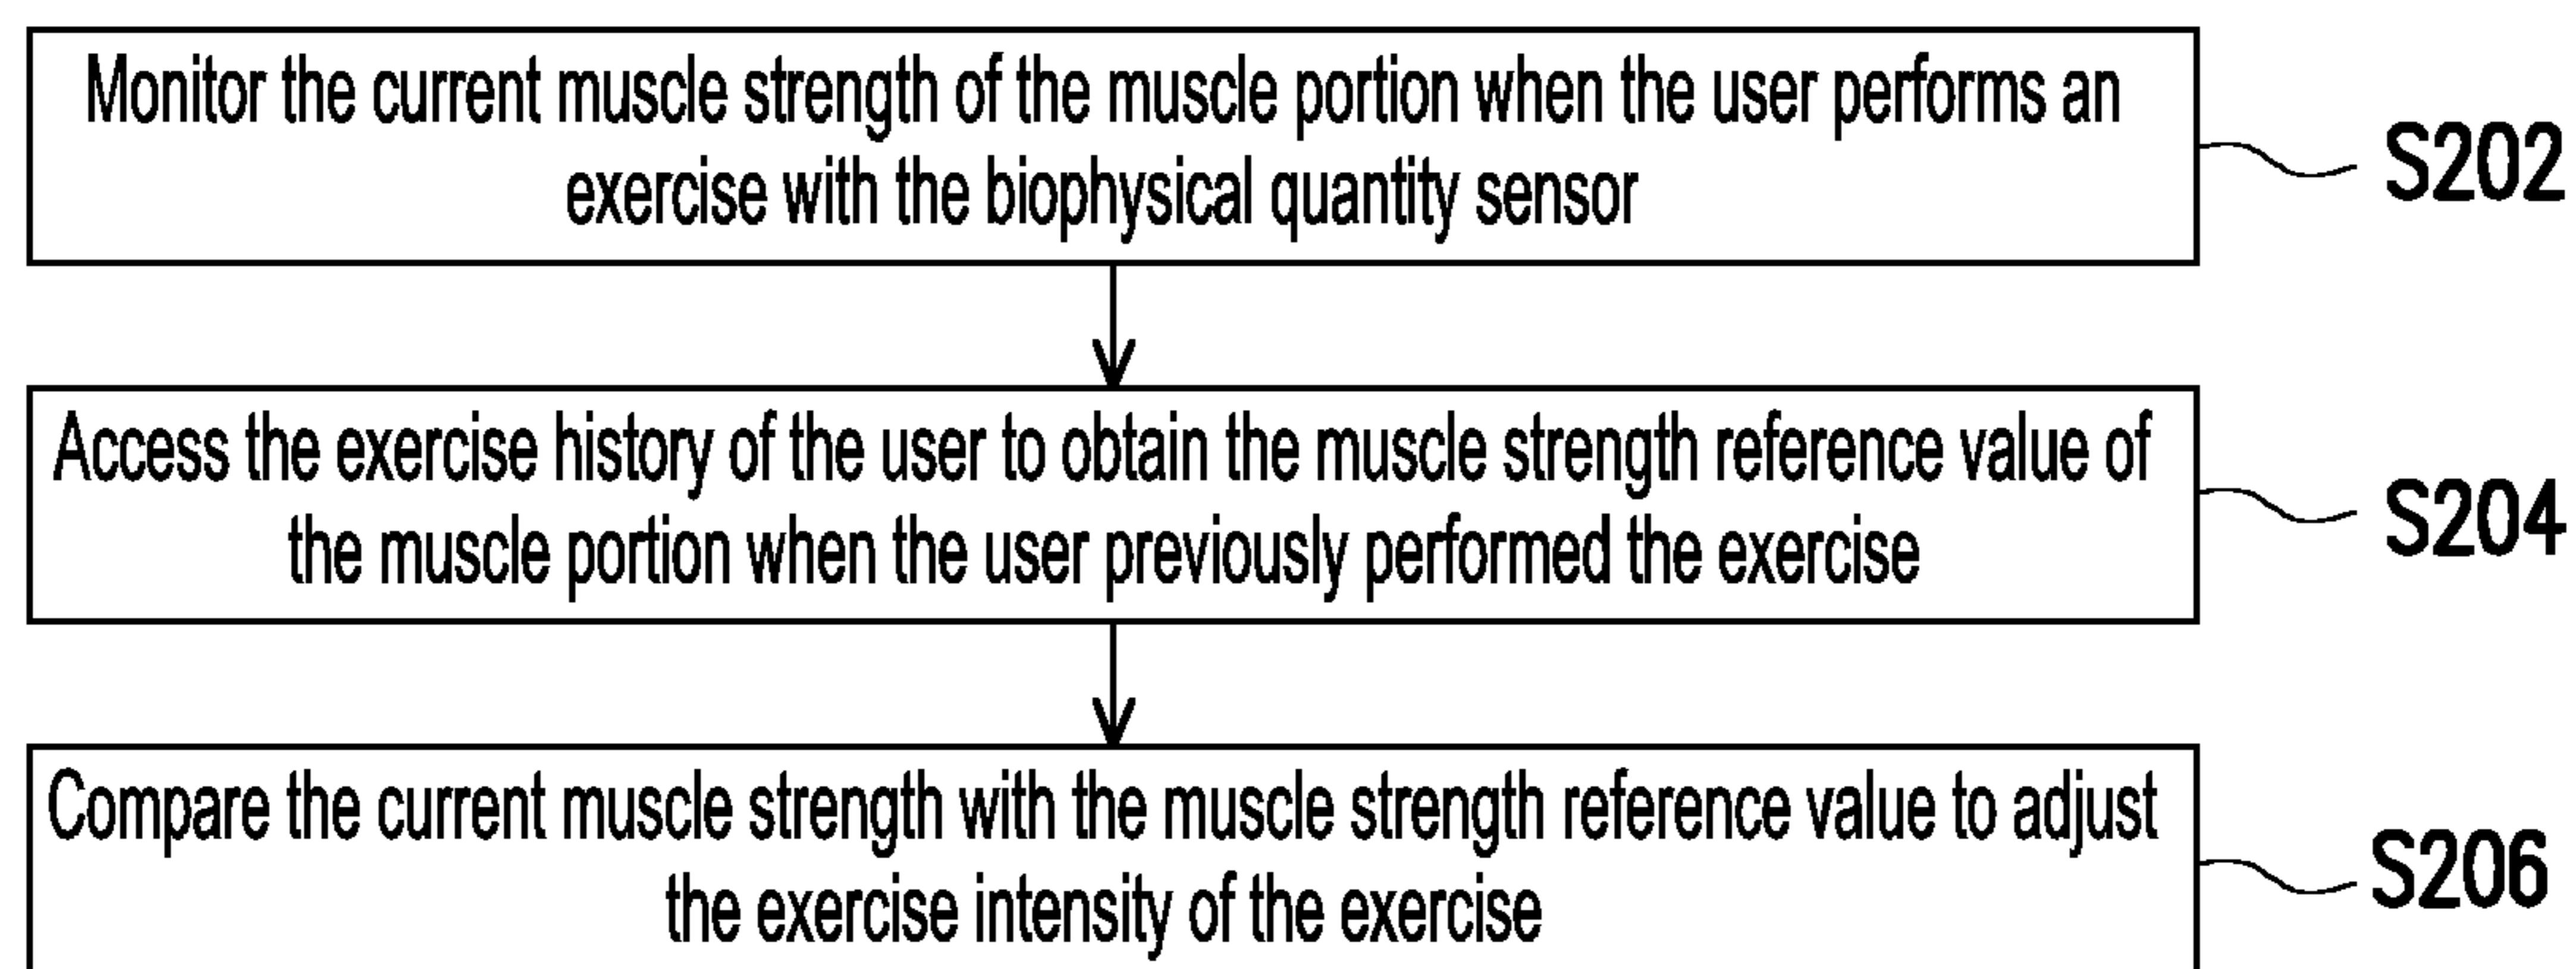 Monitor the current muscle strength of the muscle portion when the user performs an
exercise with the biophysical quantity sensor
S202
Access the exercise history of the user to obtain the muscle strength reference value of
the muscle portion when the user previously performed the exercise
S204
Compare the current muscle strength with the muscle strength reference value to adjust
the exercise intensity of the exercise
S206